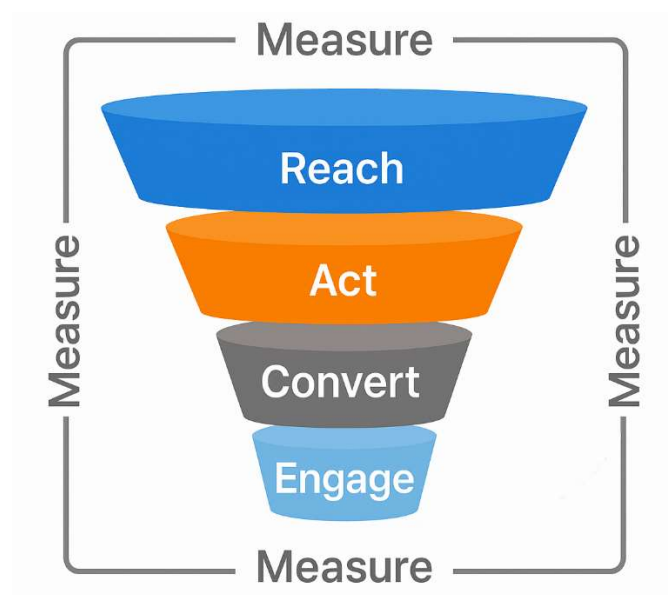 Measure
Reach
Measure
Act
Measure
Convert
Engage
Measure